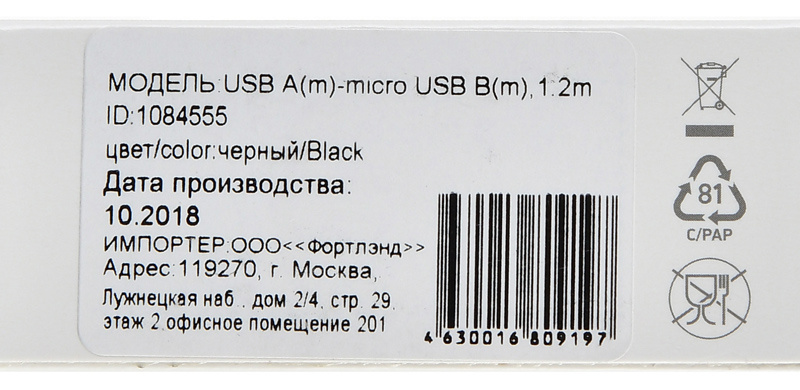 МОДЕЛЬ:USB A(m)-micro USB B(m),1.2m
ID:1084555
цвет/color:черный/Black
Дата производства:
10.2018
ИМПОРТЕР:ООО<<Фортлэнд>>
Адрес:119270, г. Москва,
Лужнецкая наб., дом 2/4, стр. 29,
этаж 2,офисное помещение 201
4 630016 809197
81
C/PAP